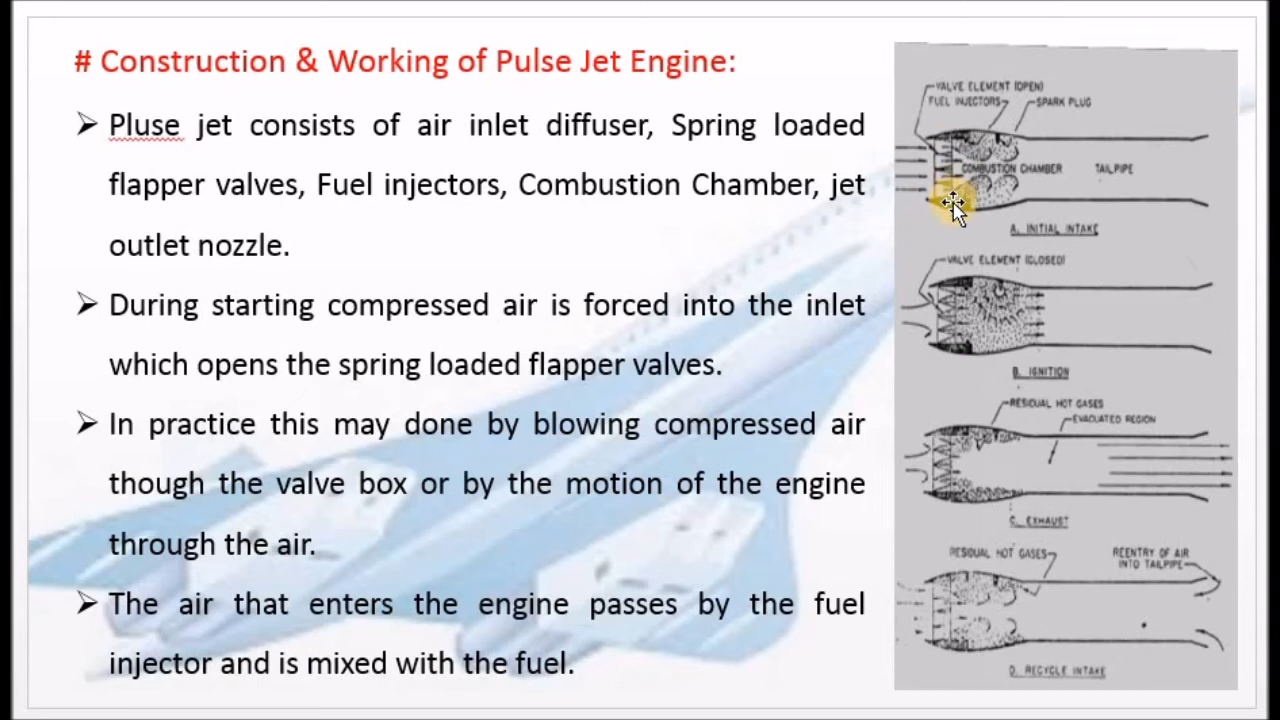 # Construction & Working of Pulse Jet Engine:
➢ Pluse jet consists of air inlet diffuser, Spring loaded
flapper valves, Fuel injectors, Combustion Chamber, jet
outlet nozzle.
➢ During starting compressed air is forced into the inlet
which opens the spring loaded flapper valves.
➢ In practice this may done by blowing compressed air
though the valve box or by the motion of the engine
through the air.
➢ The air that enters the engine passes by the fuel
injector and is mixed with the fuel.
VALVE ELEMENT (OPEN)
FUEL INJECTORS
SPARK PLUG
COMBUSTION CHAMBER
TAILPIPE
A. INITIAL INTAKE
VALVE ELEMENT (CLOSED)
B. IGNITION
RESIDUAL HOT GASES
EVACUATED REGION
C. EXHAUST
RESIDUAL HOT GASES
REENTRY OF AIR
INTO TAILPIPE
D. RECYCLE INTAKE